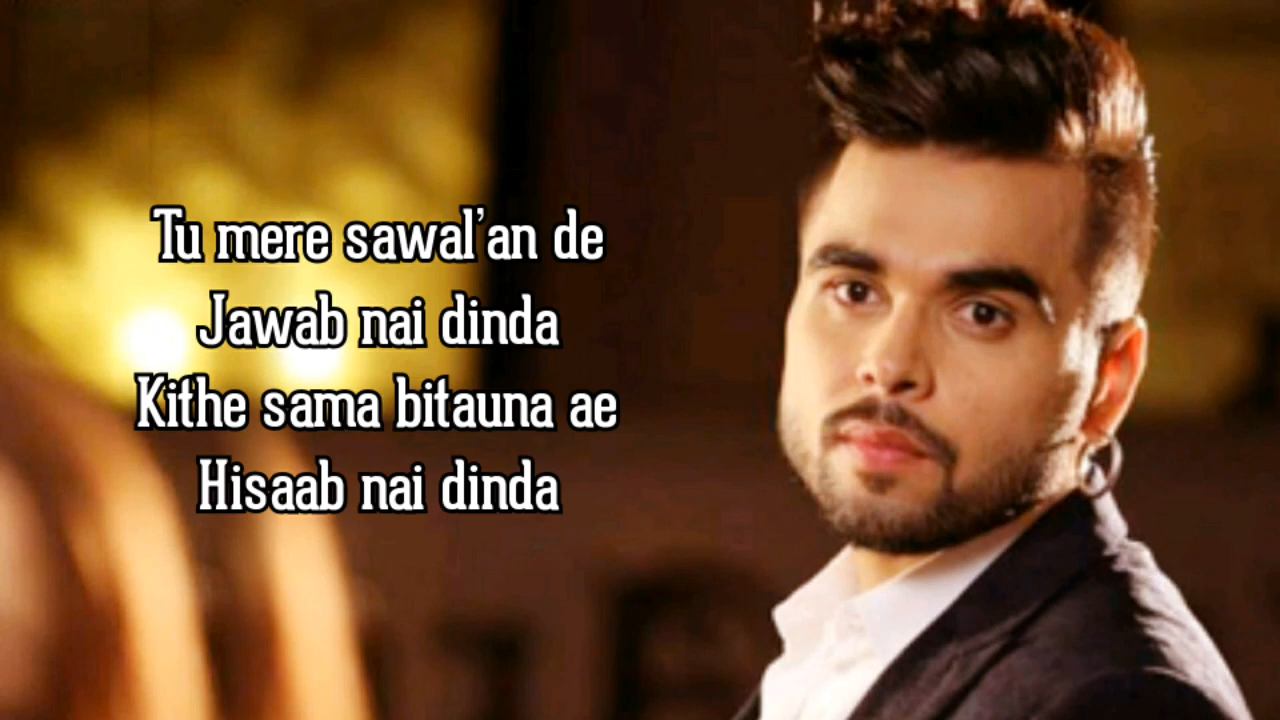 Tu mere sawal'an de
Jawab nai dinda
Kithe sama bitauna ae
Hisaab nai dinda